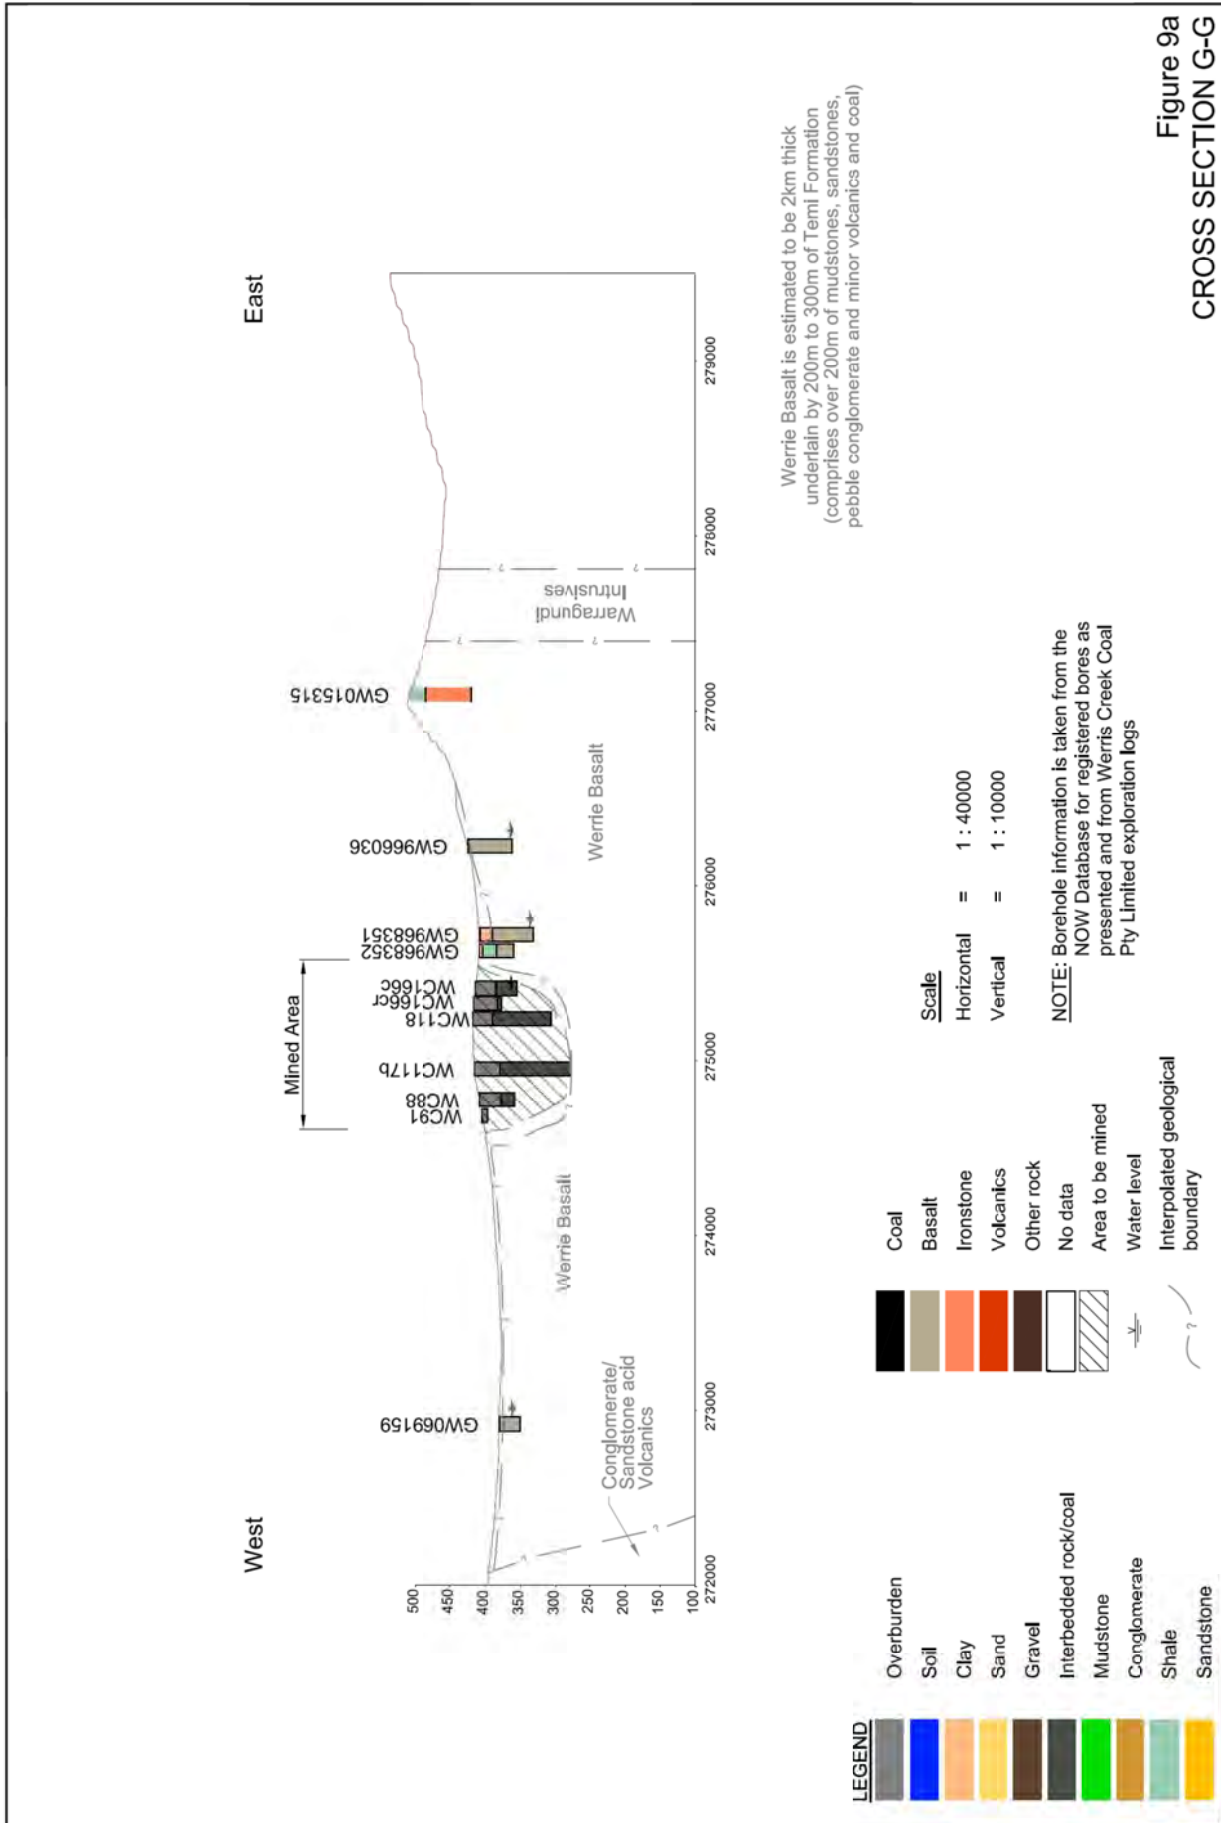 West
East
Mined Area
GW069159
WC91
WC88
WC117b
WC118
WC166cr
WC166c
GW968352
GW968351
GW966036
GW015315
500
450
400
350
300
250
200
150
100
272000
273000
274000
275000
276000
277000
278000
279000
Conglomerate/
Sandstone acid
Volcanics
Werrie Basalt
Werrie Basalt
Warragundi
Intrusives
Werrie Basalt is estimated to be 2km thick
underlain by 200m to 300m of Temi Formation
(comprises over 200m of mudstones, sandstones,
pebble conglomerate and minor volcanics and coal)
LEGEND
Overburden
Soil
Clay
Sand
Gravel
Interbedded rock/coal
Mudstone
Conglomerate
Shale
Sandstone
Coal
Basalt
Ironstone
Volcanics
Other rock
No data
Area to be mined
Water level
? Interpolated geological
boundary
Scale
Horizontal = 1 : 40000
Vertical = 1 : 10000
NOTE: Borehole information is taken from the
NOW Database for registered bores as
presented and from Werris Creek Coal
Pty Limited exploration logs
Figure 9a
CROSS SECTION G-G